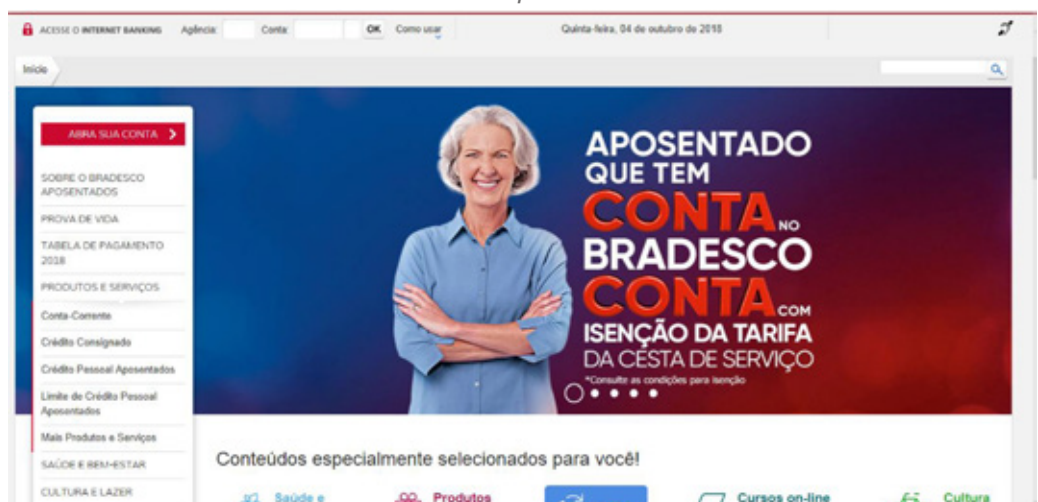 ACESSE O INTERNET BANKING Agência: Conta: OK Como usar Quinta-feira, 04 de outubro de 2018
Início
ABRA SUA CONTA
SOBRE O BRADESCO
APOSENTADOS
PROVA DE VIDA
TABELA DE PAGAMENTO
2018
PRODUTOS E SERVIÇOS
Conta-Corrente
Crédito Consignado
Crédito Pessoal Aposentados
Limite de Crédito Pessoal
Aposentados
Mais Produtos e Serviços
SAÚDE E BEM-ESTAR
CULTURA E LAZER
APOSENTADO
QUE TEM
CONTA NO
BRADESCO
CONTA COM
ISENÇÃO DA TARIFA
DA CESTA DE SERVIÇO
*Consulte as condições para isenção
Conteúdos especialmente selecionados para você!
Saúde e
Produtos
Cursos on-line
Cultura